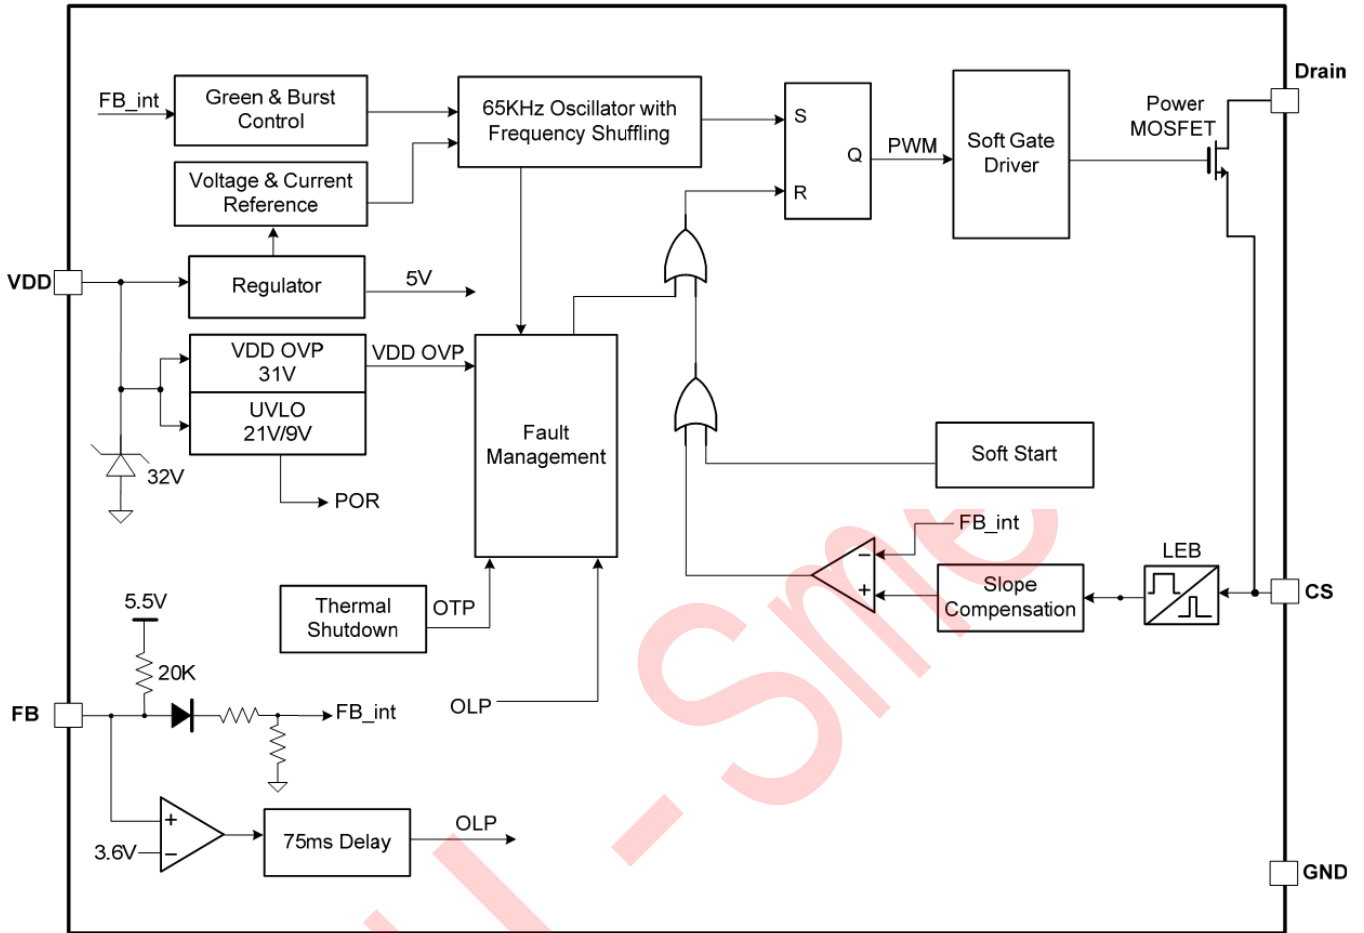 Drain
FB_int
Green & Burst
Control
65KHz Oscillator with
Frequency Shuffling
S
Q
R
PWM
Soft Gate
Driver
Power
MOSFET
Voltage & Current
Reference
VDD
Regulator
5V
VDD OVP
31V
VDD OVP
UVLO
21V/9V
32V
POR
Fault
Management
Soft Start
FB_int
LEB
−
+
Slope
Compensation
CS
Thermal
Shutdown
OTP
5.5V
20K
FB
FB_int
OLP
+
3.6V
−
75ms Delay
OLP
GND